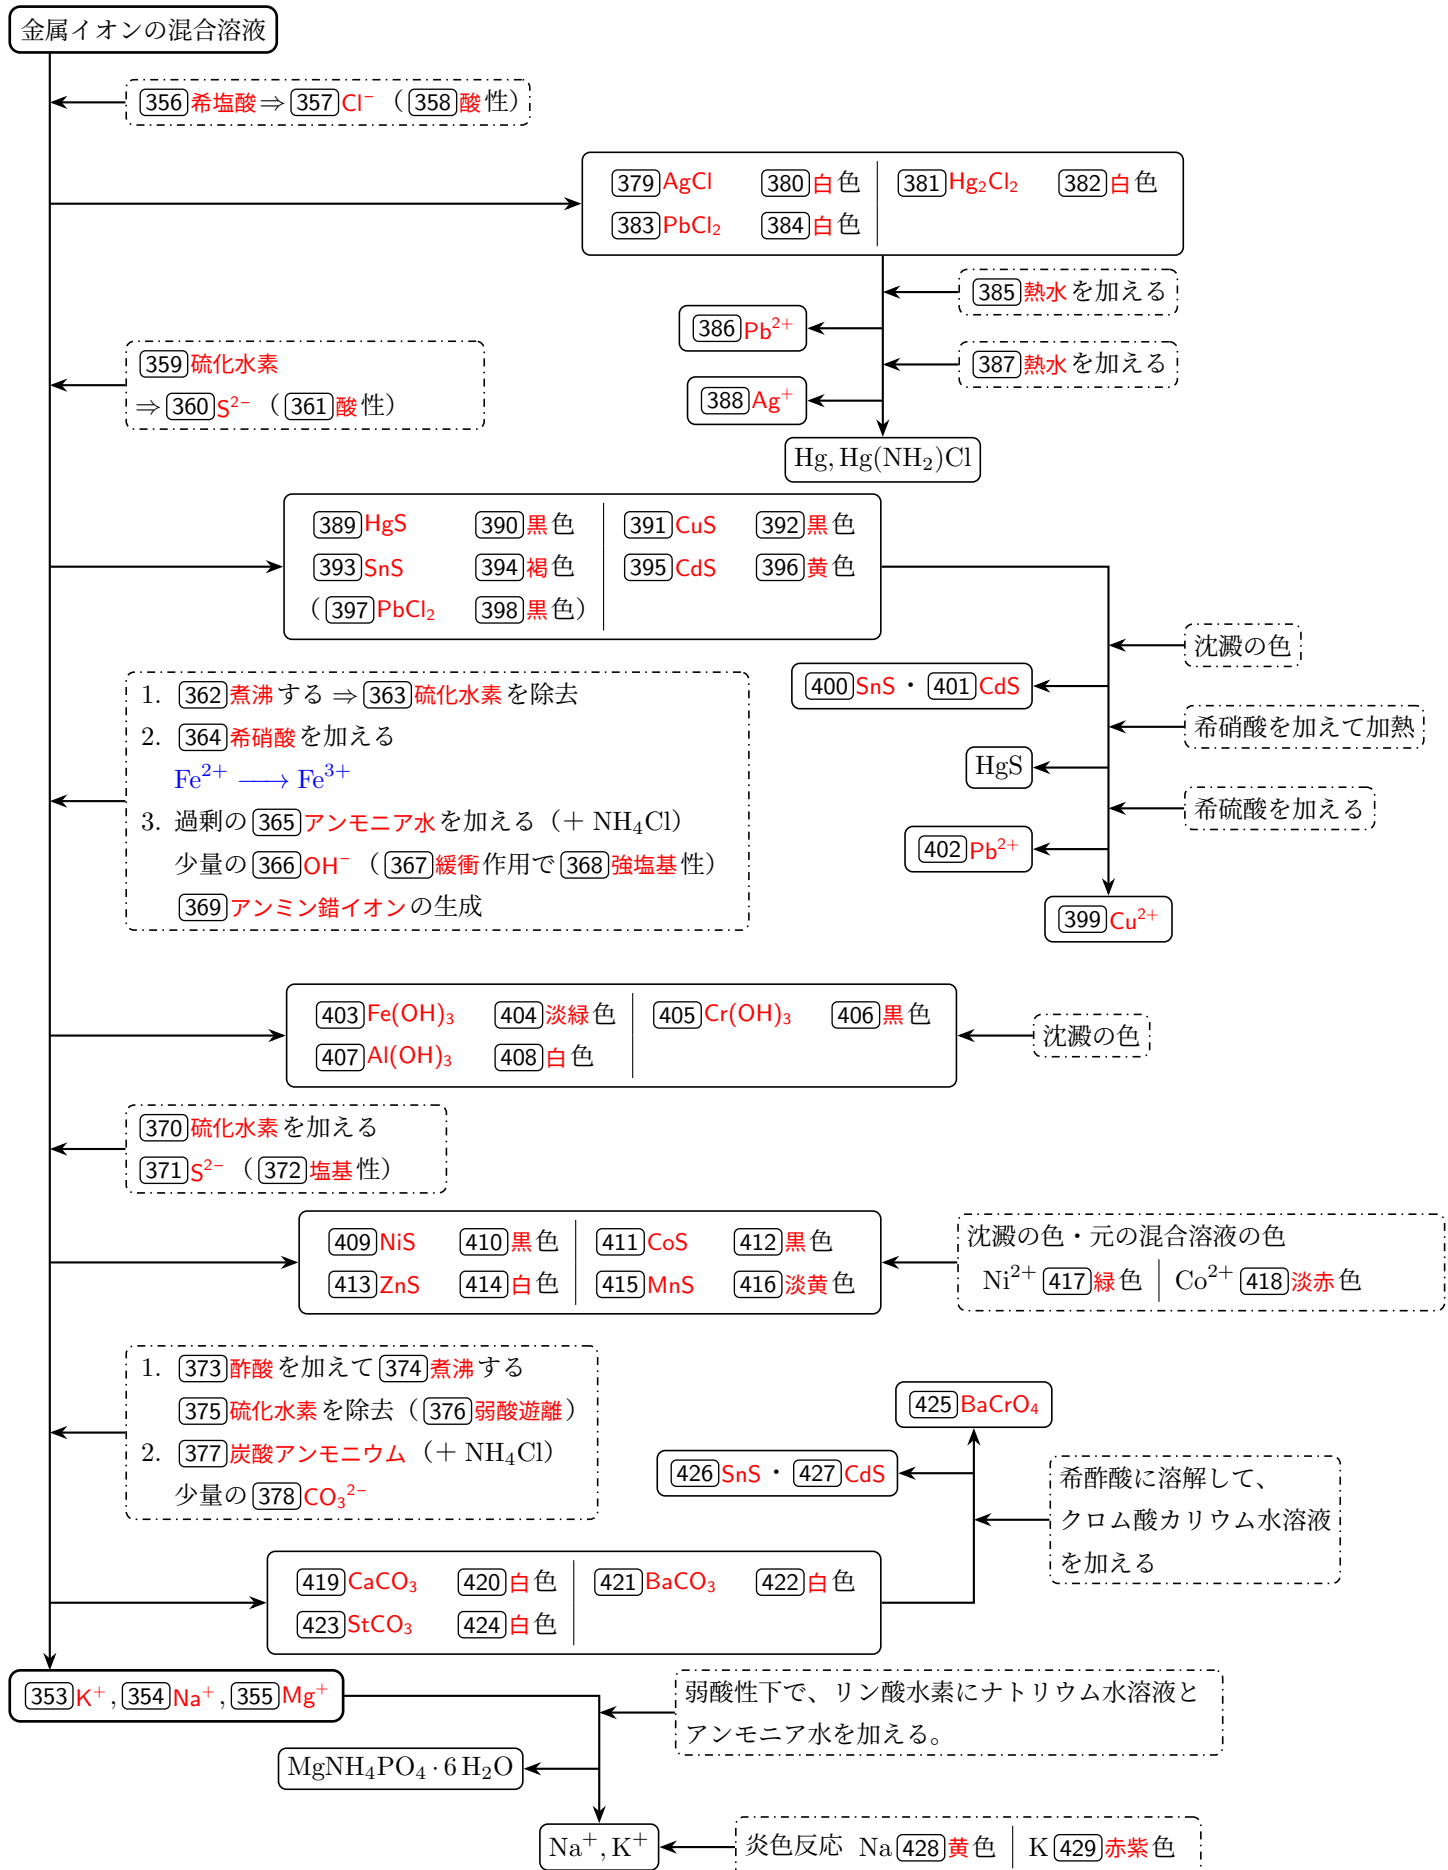 金属イオンの混合溶液
356 希塩酸 ⇒ 357 Cl⁻ (358 酸性)
379 AgCl 380 白色 381 Hg₂Cl₂ 382 白色
383 PbCl₂ 384 白色
385 熱水を加える
386 Pb²⁺
387 熱水を加える
388 Ag⁺
Hg, Hg(NH₂)Cl
359 硫化水素
⇒ 360 S²⁻ (361 酸性)
389 HgS 390 黒色 391 CuS 392 黒色
393 SnS 394 褐色 395 CdS 396 黄色
(397 PbCl₂ 398 黒色)
沈澱の色
400 SnS・401 CdS
希硝酸を加えて加熱
HgS
希硫酸を加える
402 Pb²⁺
399 Cu²⁺
1. 362 煮沸する ⇒ 363 硫化水素を除去
2. 364 希硝酸を加える
Fe²⁺ ⟶ Fe³⁺
3. 過剰の 365 アンモニア水を加える (+ NH₄Cl)
少量の 366 OH⁻ (367 緩衝作用で 368 強塩基性)
369 アンミン錯イオンの生成
403 Fe(OH)₃ 404 淡緑色 405 Cr(OH)₃ 406 黒色
407 Al(OH)₃ 408 白色
沈澱の色
370 硫化水素を加える
371 S²⁻ (372 塩基性)
409 NiS 410 黒色 411 CoS 412 黒色
413 ZnS 414 白色 415 MnS 416 淡黄色
沈澱の色・元の混合溶液の色
Ni²⁺ 417 緑色 Co²⁺ 418 淡赤色
1. 373 酢酸を加えて 374 煮沸する
375 硫化水素を除去 (376 弱酸遊離)
2. 377 炭酸アンモニウム (+ NH₄Cl)
少量の 378 CO₃²⁻
425 BaCrO₄
426 SnS・427 CdS
希酢酸に溶解して、
クロム酸カリウム水溶液
を加える
419 CaCO₃ 420 白色 421 BaCO₃ 422 白色
423 StCO₃ 424 白色
353 K⁺, 354 Na⁺, 355 Mg⁺
弱酸性下で、リン酸水素にナトリウム水溶液と
アンモニア水を加える。
MgNH₄PO₄·6H₂O
Na⁺, K⁺
炎色反応 Na 428 黄色 K 429 赤紫色